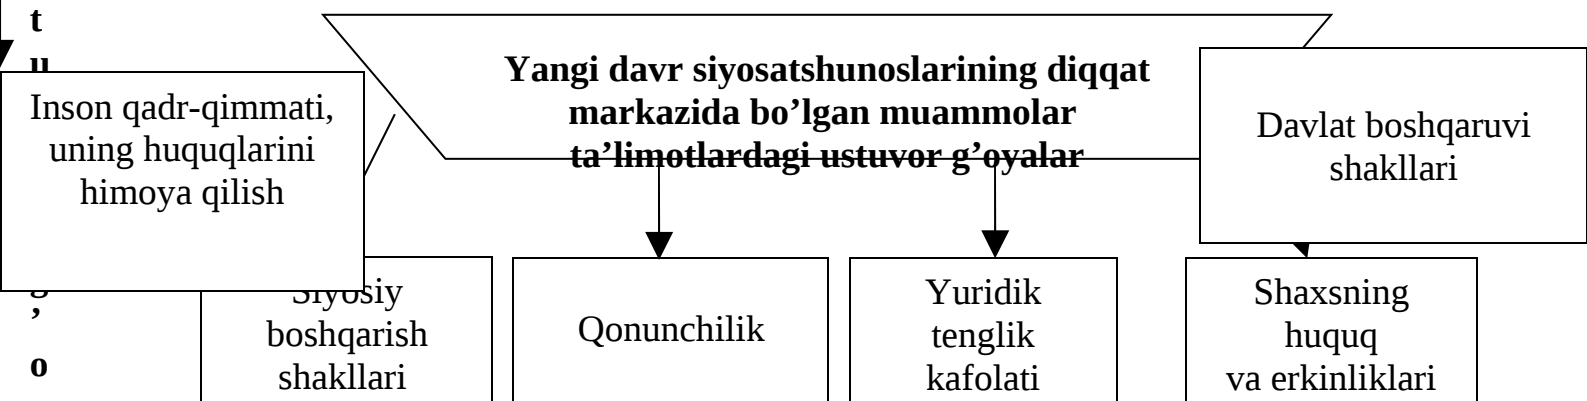 t
u
g
’
o
Yangi davr siyosatshunoslarining diqqat
markazida bo’lgan muammolar
ta’limotlardagi ustuvor g’oyalar
Inson qadr-qimmati,
uning huquqlarini
himoya qilish
Davlat boshqaruvi
shakllari
Siyosiy
boshqarish
shakllari
Qonunchilik
Yuridik
tenglik
kafolati
Shaxsning
huquq
va erkinliklari